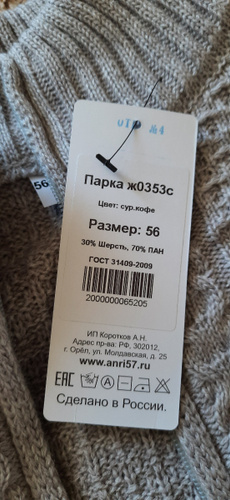 56
Парка ж0353с
Цвет: сур.кофе
Размер: 56
30% Шерсть, 70% ПАН
ГОСТ 31409-2009
2000000065205
ИП Коротков А.Н.
Адрес пр-ва: РФ, 302012,
г. Орёл, ул. Молдавская, д. 25
www.anri57.ru
ЕАС
Сделано в России.